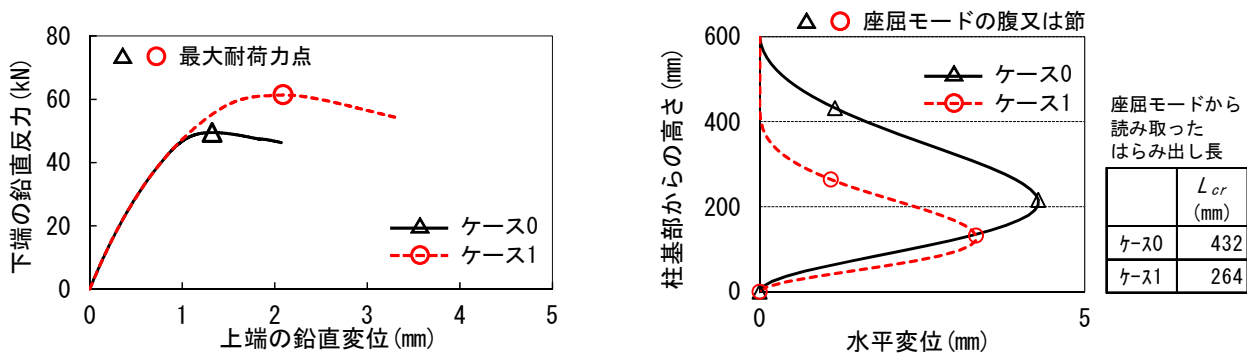 下端の鉛直反力(kN)
80
60
40
20
0
△ ○ 最大耐荷力点
ケース0
ケース1
0 1 2 3 4 5
上端の鉛直変位(mm)
△ ○ 座屈モードの腹又は節
柱基部からの高さ(mm)
600
400
200
0
ケース0
ケース1
0 5
水平変位(mm)
座屈モードから
読み取った
はらみ出し長
Lcr
(mm)
ｹｰｽ0 432
ｹｰｽ1 264